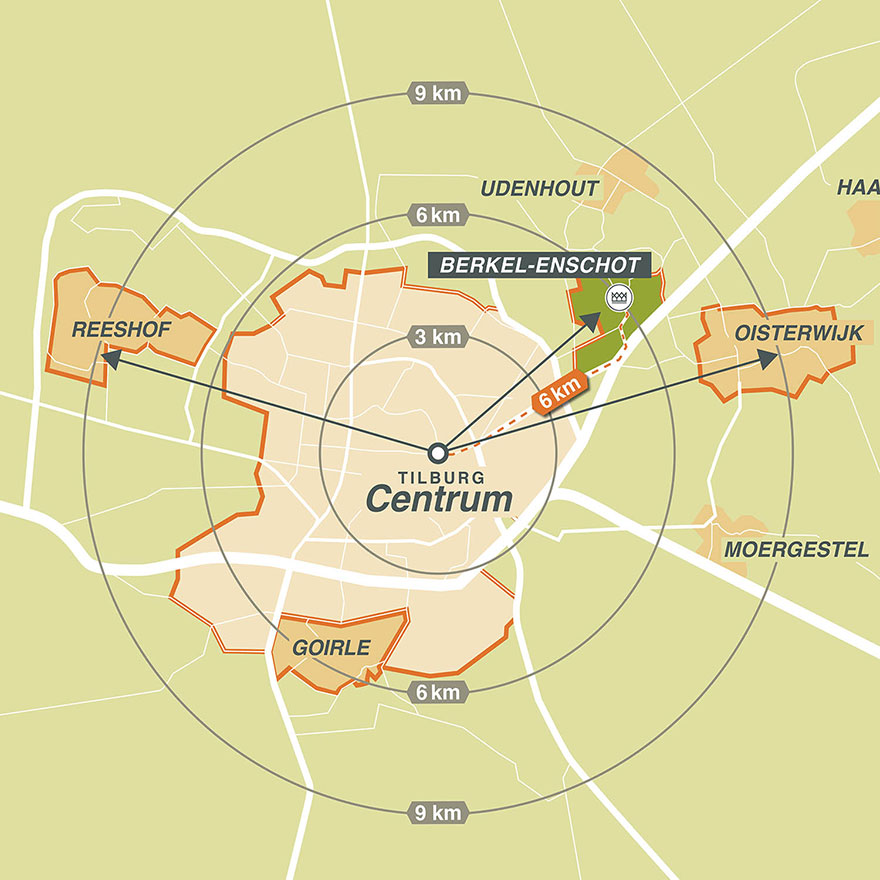 9 km
UDENHOUT
HAA
6 km
BERKEL-ENSCHOT
REESHOF
3 km
OISTERWIJK
6 km
TILBURG
Centrum
MOERGESTEL
GOIRLE
6 km
9 km